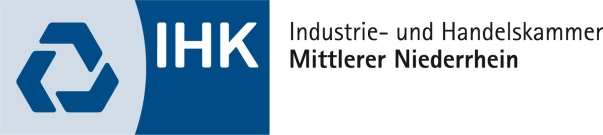 IHK
Industrie- und Handelskammer
Mittlerer Niederrhein